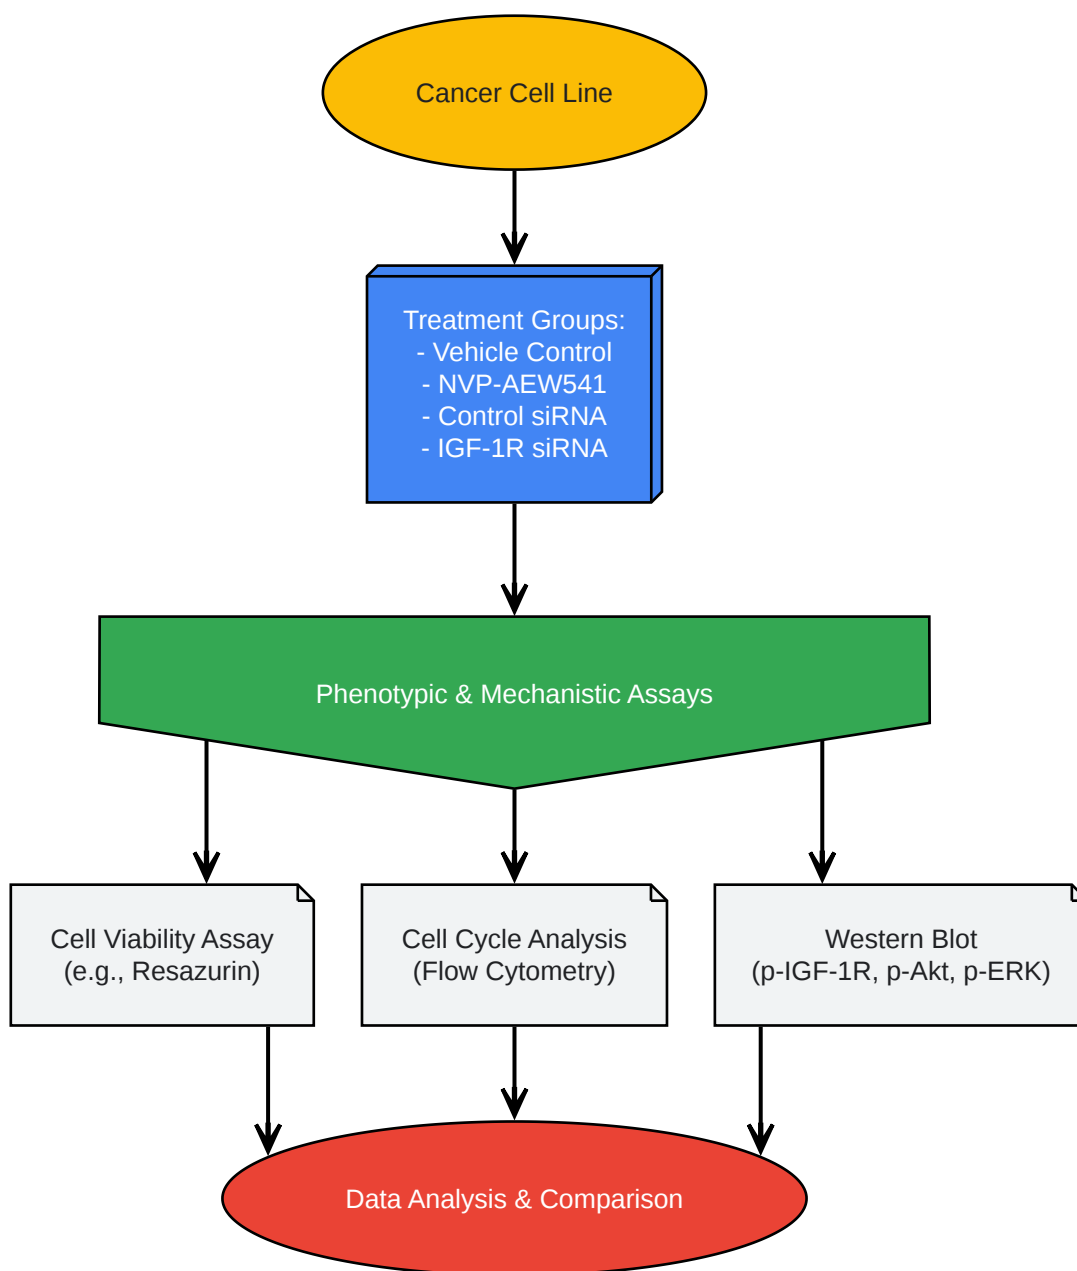 Cancer Cell Line
Treatment Groups:
- Vehicle Control
- NVP-AEW541
- Control siRNA
- IGF-1R siRNA
Phenotypic & Mechanistic Assays
Cell Viability Assay
(e.g., Resazurin)
Cell Cycle Analysis
(Flow Cytometry)
Western Blot
(p-IGF-1R, p-Akt, p-ERK)
Data Analysis & Comparison